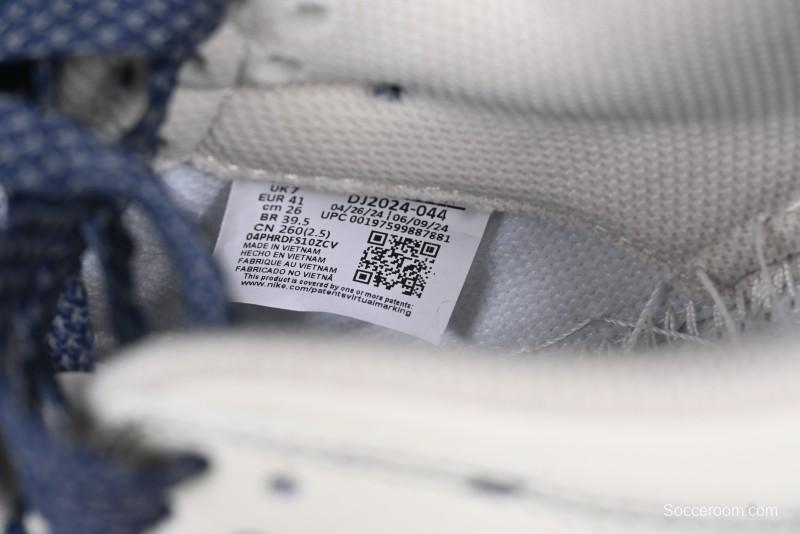 UK 7
EUR 41
cm 26
BR 39.5
CN 260(2.5)
04PHRDFS10ZCV
MADE IN VIETNAM
HECHO EN VIETNAM
FABRIQUE AU VIETNAM
FABRICADO NO VIETNÃ
This product is covered by one or more patents:
www.nike.com/patentsvirtualmarking
DJ2024-044
04/26/24 | 06/09/24
UPC 00197599887881
Socceroom.com